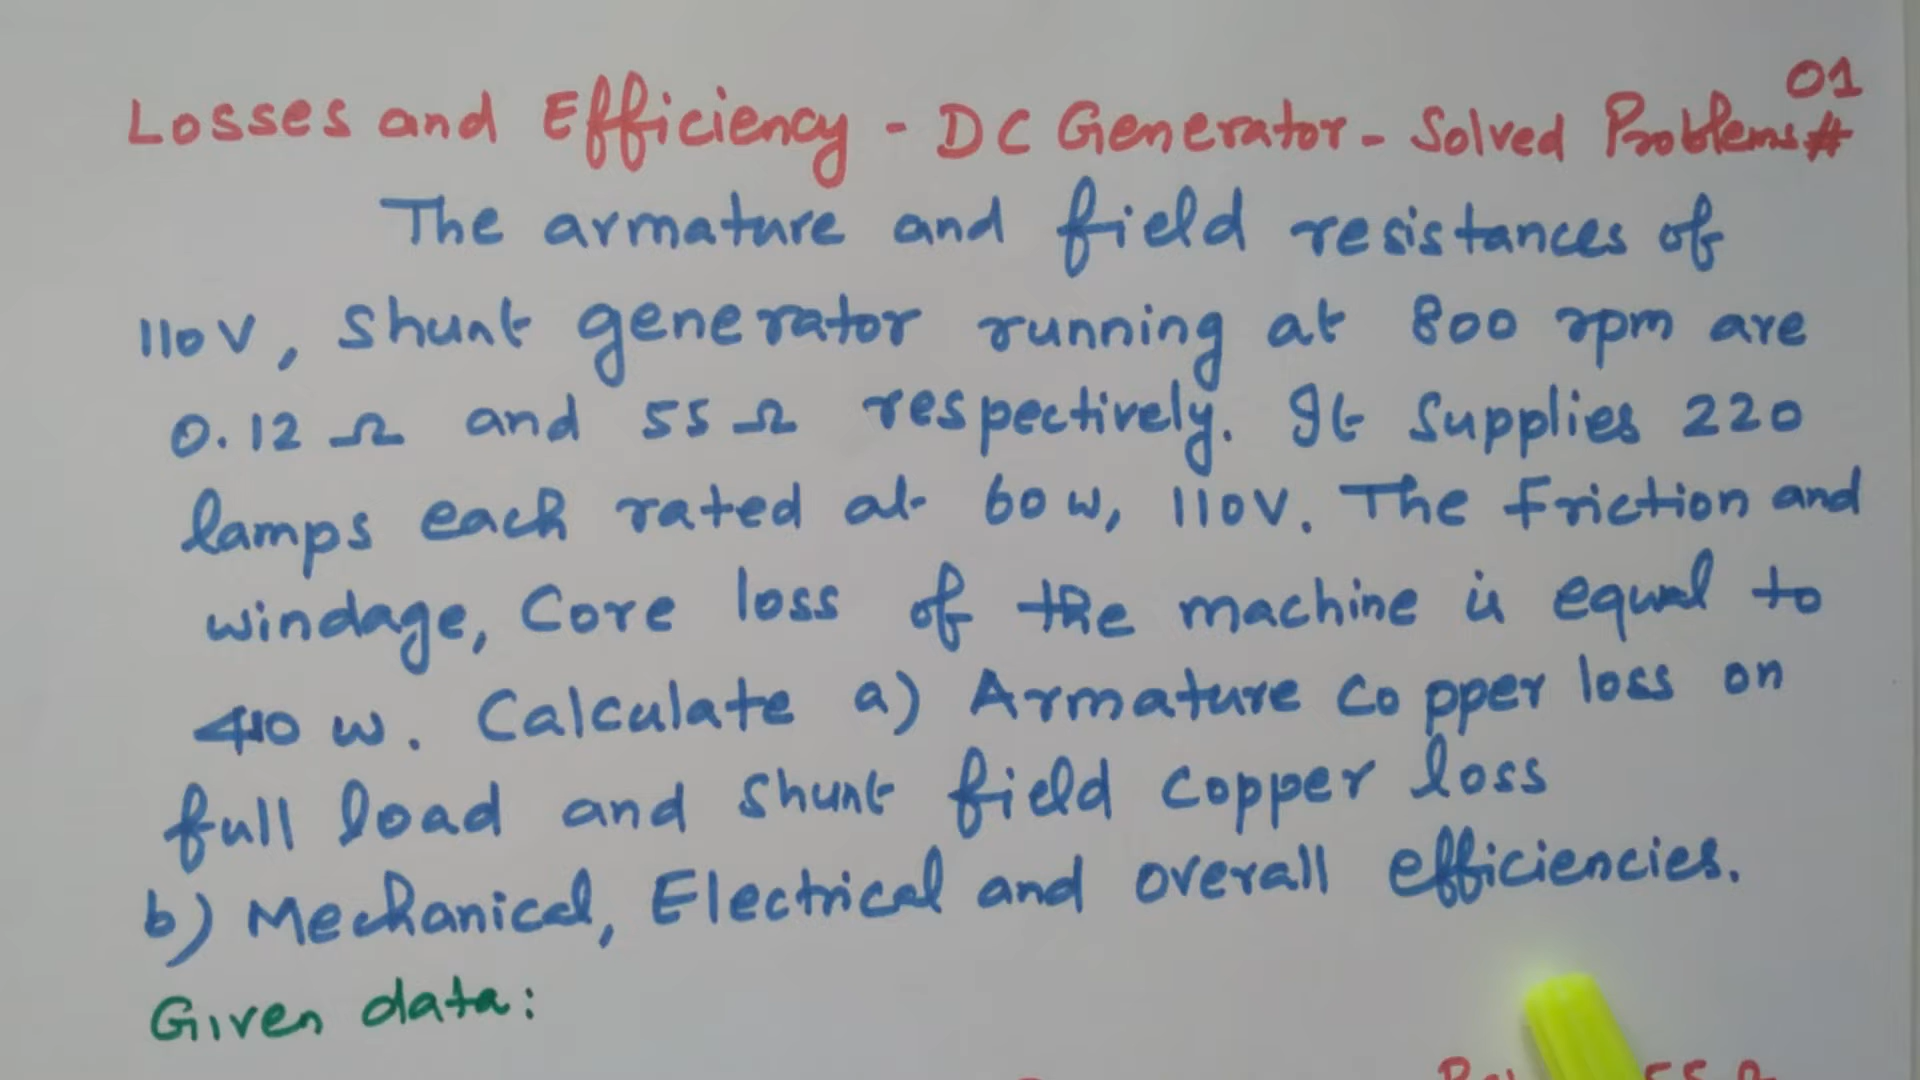 01
Losses and Efficiency - DC Generator - Solved Problems #
The armature and field resistances of
110V, Shunt generator running at 800 rpm are
0.12 Ω and 55 Ω respectively. It Supplies 220
lamps each rated at 60 W, 110V. The Friction and
windage, Core loss of the machine is equal to
410 W. Calculate a) Armature Copper loss on
full load and Shunt field Copper loss
b) Mechanical, Electrical and overall efficiencies.
Given data: